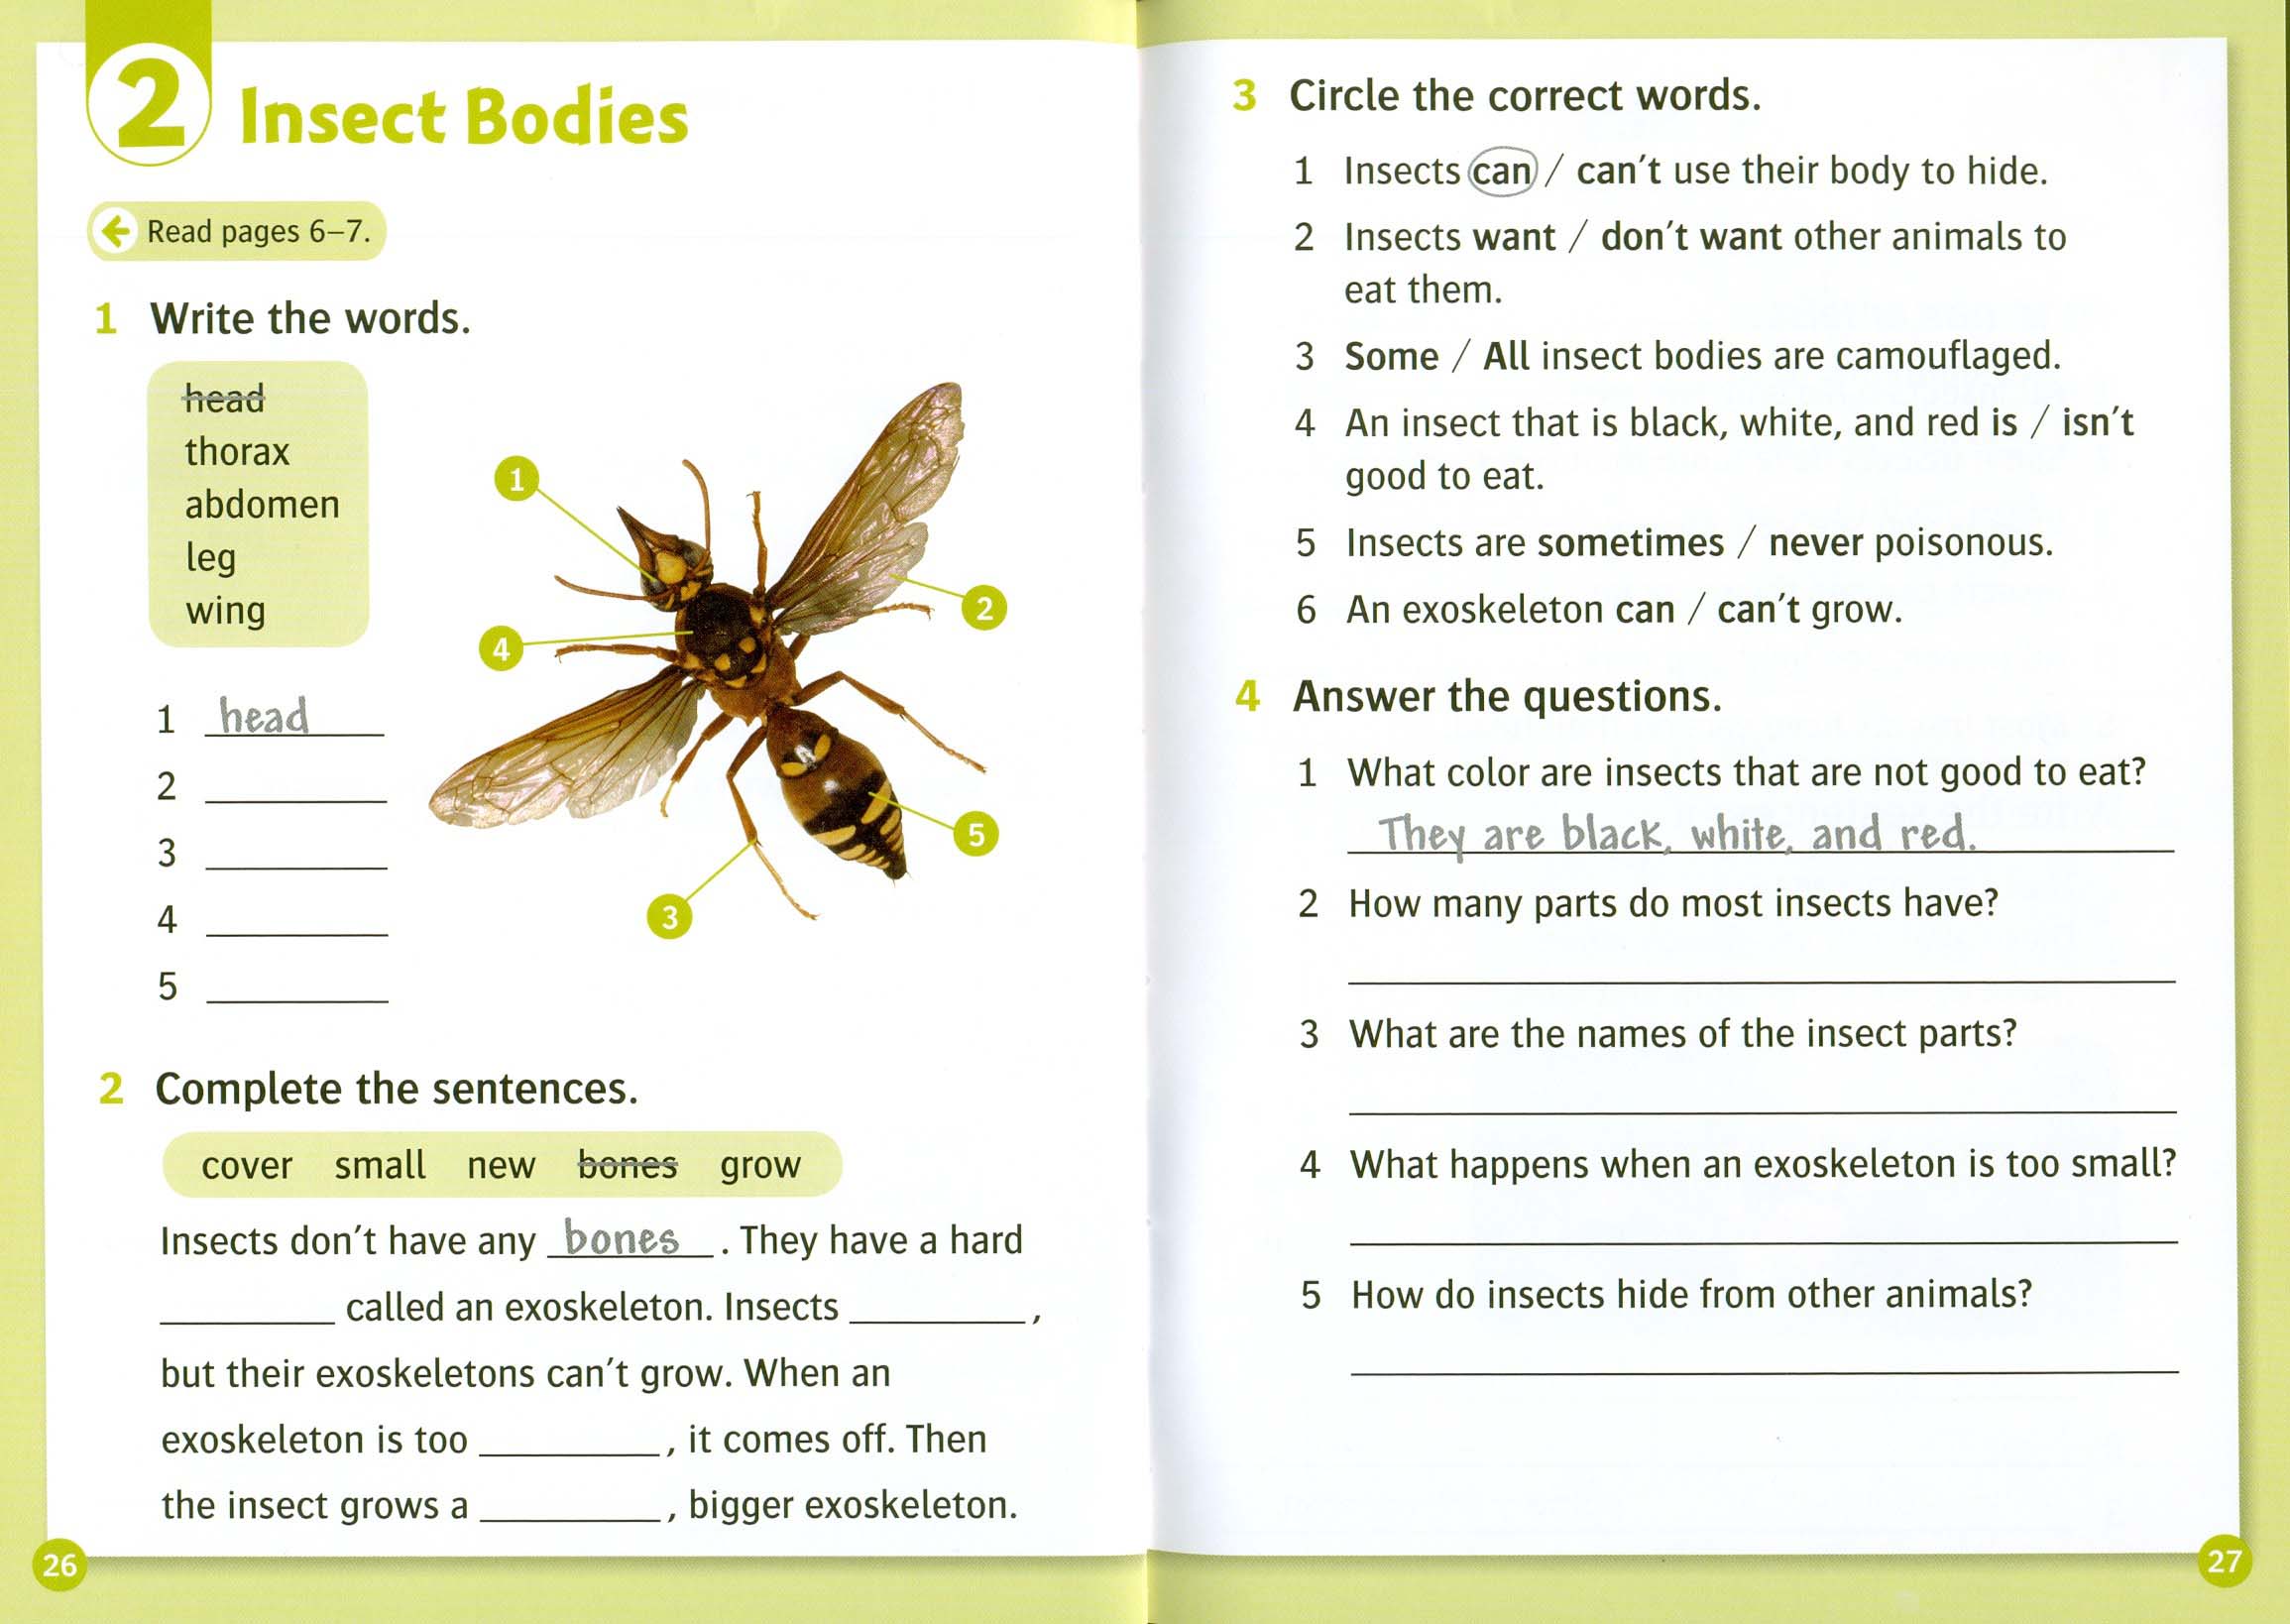 2 Insect Bodies
Read pages 6–7.
1 Write the words.
head
thorax
abdomen
leg
wing
1
2
4
5
3
1 head
2
3
4
5
2 Complete the sentences.
cover small new bones grow
Insects don't have any bones. They have a hard
________ called an exoskeleton. Insects ________,
but their exoskeletons can't grow. When an
exoskeleton is too ________, it comes off. Then
the insect grows a ________, bigger exoskeleton.
26
3 Circle the correct words.
1 Insects can / can't use their body to hide.
2 Insects want / don't want other animals to
eat them.
3 Some / All insect bodies are camouflaged.
4 An insect that is black, white, and red is / isn't
good to eat.
5 Insects are sometimes / never poisonous.
6 An exoskeleton can / can't grow.
4 Answer the questions.
1 What color are insects that are not good to eat?
They are black, white, and red.
2 How many parts do most insects have?
3 What are the names of the insect parts?
4 What happens when an exoskeleton is too small?
5 How do insects hide from other animals?
27